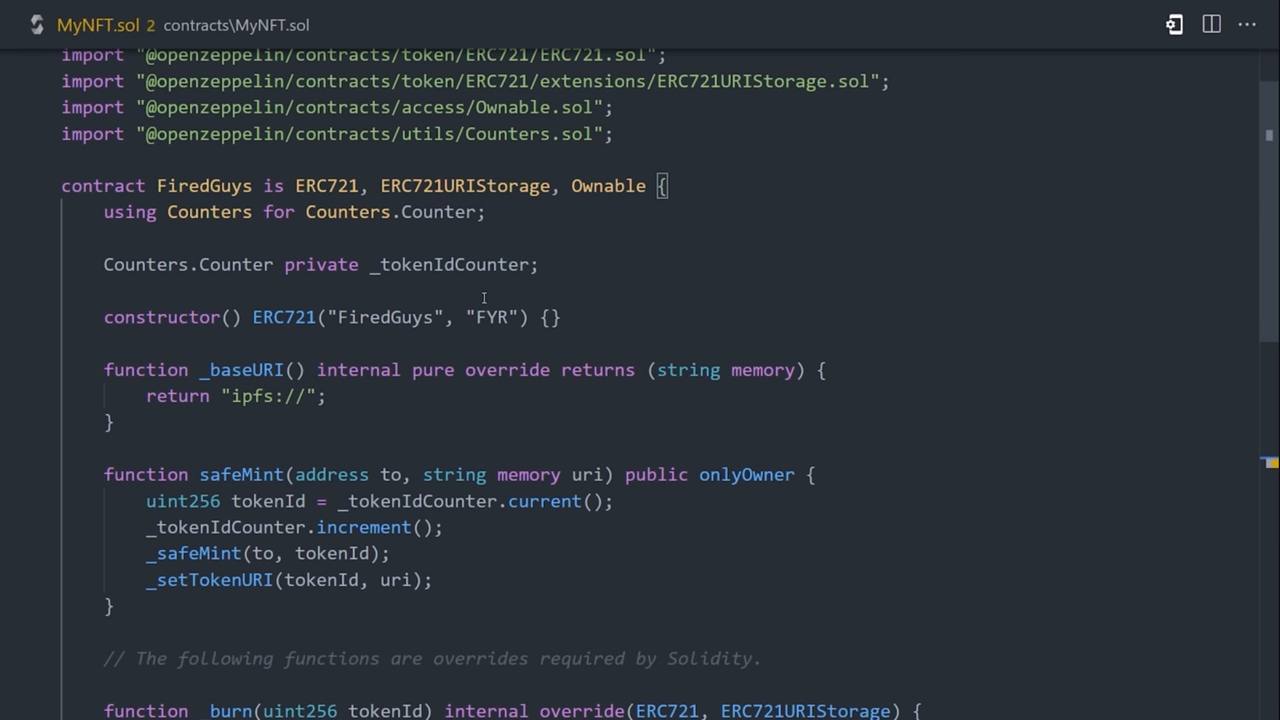 MyNFT.sol 2 contracts\MyNFT.sol
import "@openzeppelin/contracts/token/ERC721/ERC721.sol";
import "@openzeppelin/contracts/token/ERC721/extensions/ERC721URIStorage.sol";
import "@openzeppelin/contracts/access/Ownable.sol";
import "@openzeppelin/contracts/utils/Counters.sol";
contract FiredGuys is ERC721, ERC721URIStorage, Ownable {
using Counters for Counters.Counter;
Counters.Counter private _tokenIdCounter;
constructor() ERC721("FiredGuys", "FYR") {}
function _baseURI() internal pure override returns (string memory) {
return "ipfs://";
}
function safeMint(address to, string memory uri) public onlyOwner {
uint256 tokenId = _tokenIdCounter.current();
_tokenIdCounter.increment();
_safeMint(to, tokenId);
_setTokenURI(tokenId, uri);
}
// The following functions are overrides required by Solidity.
function _burn(uint256 tokenId) internal override(ERC721, ERC721URIStorage) {